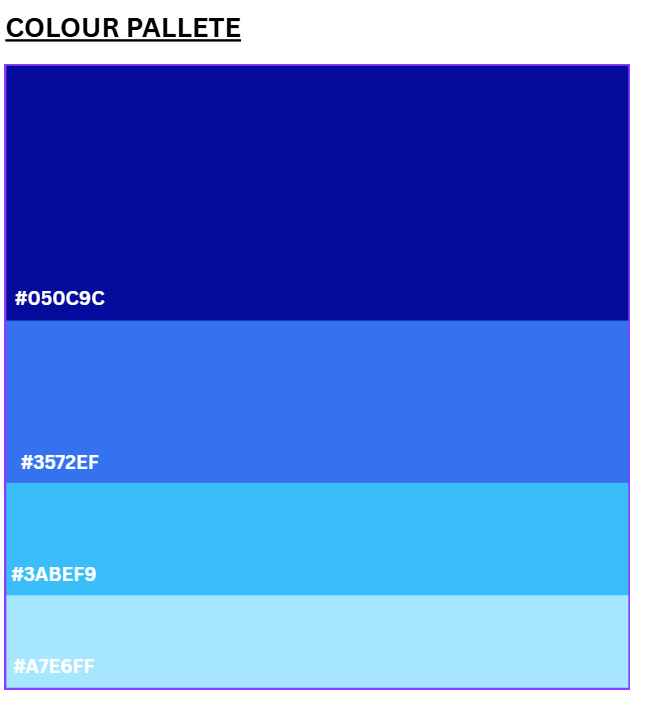 COLOUR PALLETE
#050C9C
#3572EF
#3ABEF9
#A7E6FF